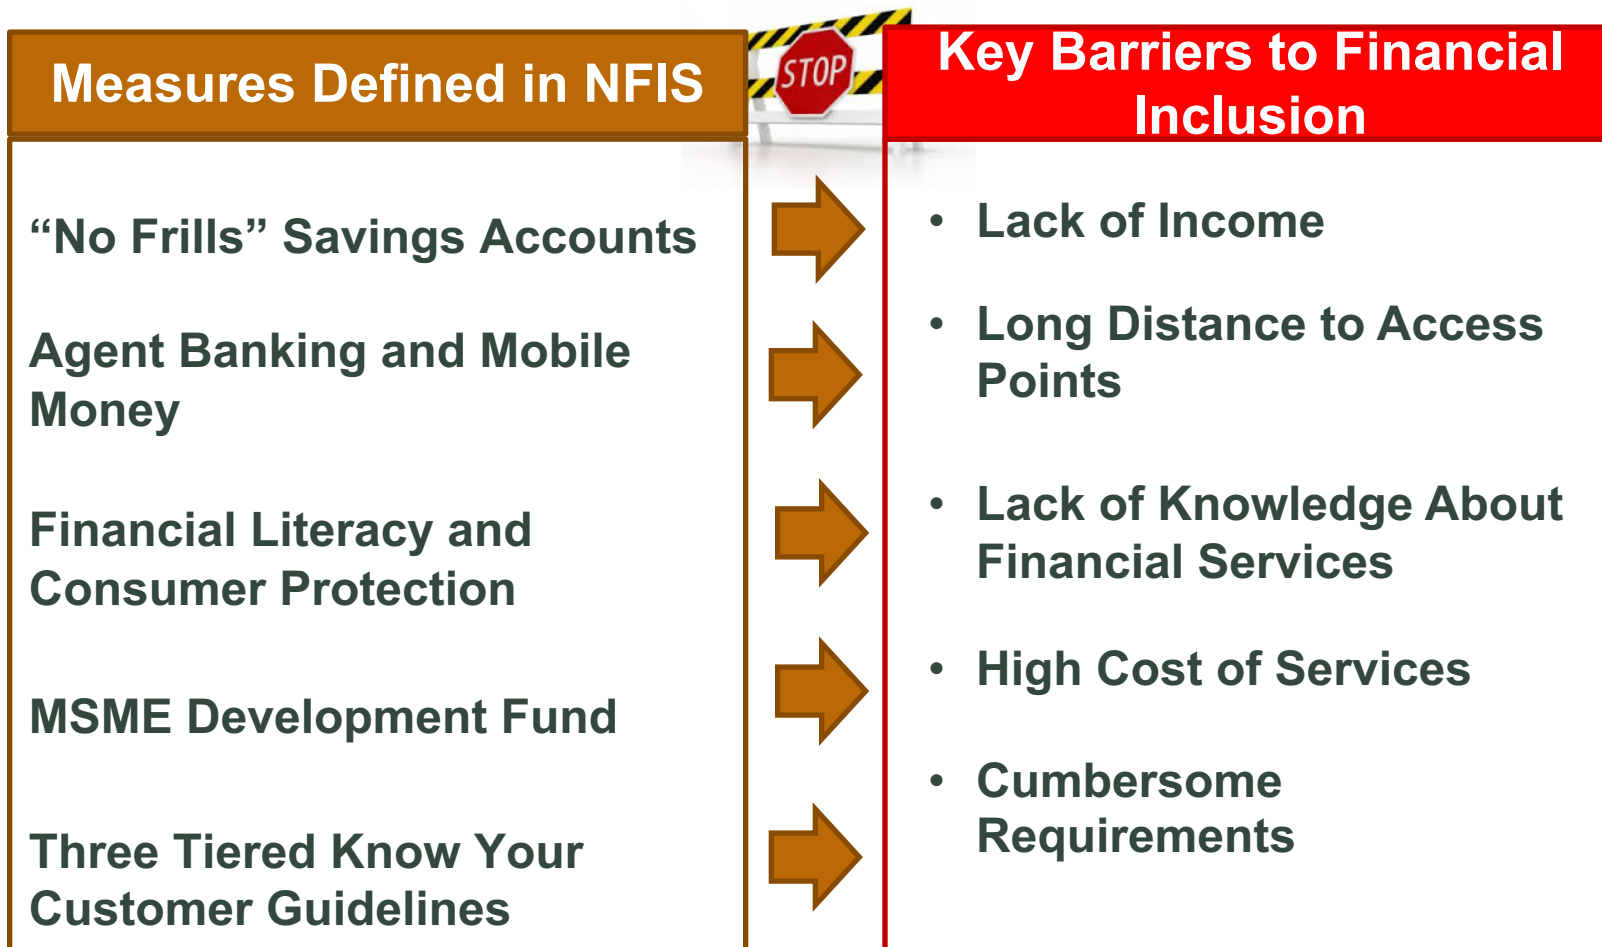 Measures Defined in NFIS
STOP
Key Barriers to Financial
Inclusion
“No Frills” Savings Accounts
Agent Banking and Mobile
Money
Financial Literacy and
Consumer Protection
MSME Development Fund
Three Tiered Know Your
Customer Guidelines
• Lack of Income
• Long Distance to Access
Points
• Lack of Knowledge About
Financial Services
• High Cost of Services
• Cumbersome
Requirements